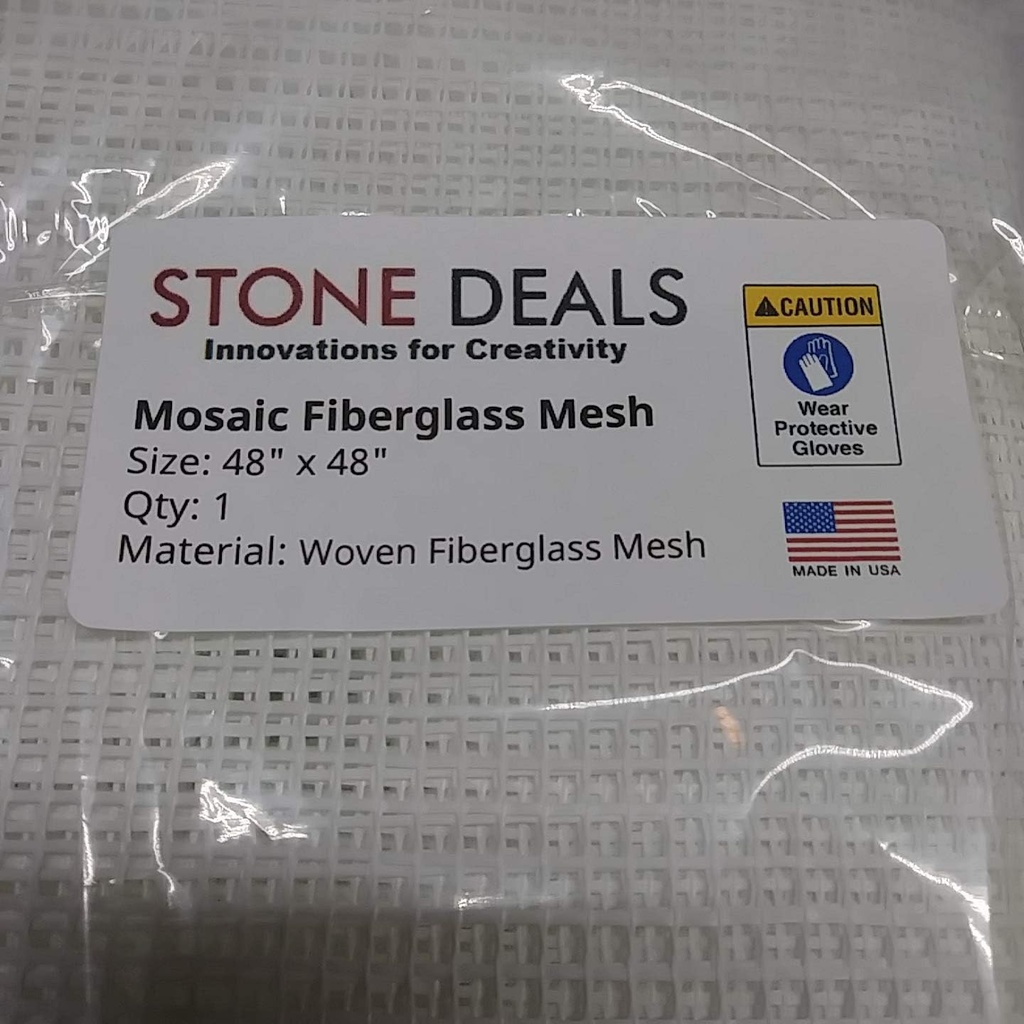 STONE DEALS
Innovations for Creativity
Mosaic Fiberglass Mesh
Size: 48" x 48"
Qty: 1
Material: Woven Fiberglass Mesh
CAUTION
Wear
Protective
Gloves
MADE IN USA